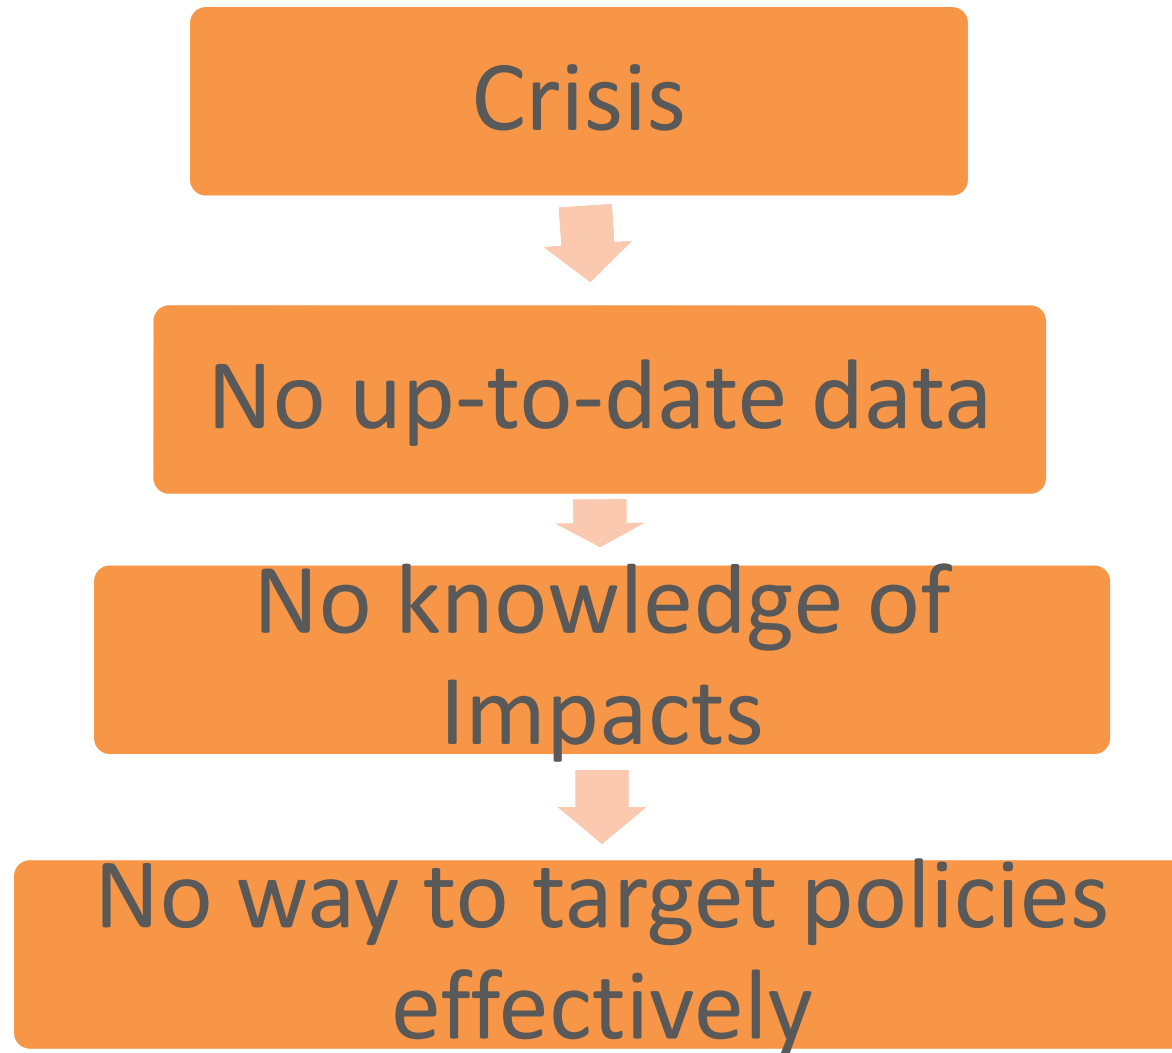 Crisis
No up-to-date data
No knowledge of
Impacts
No way to target policies
effectively